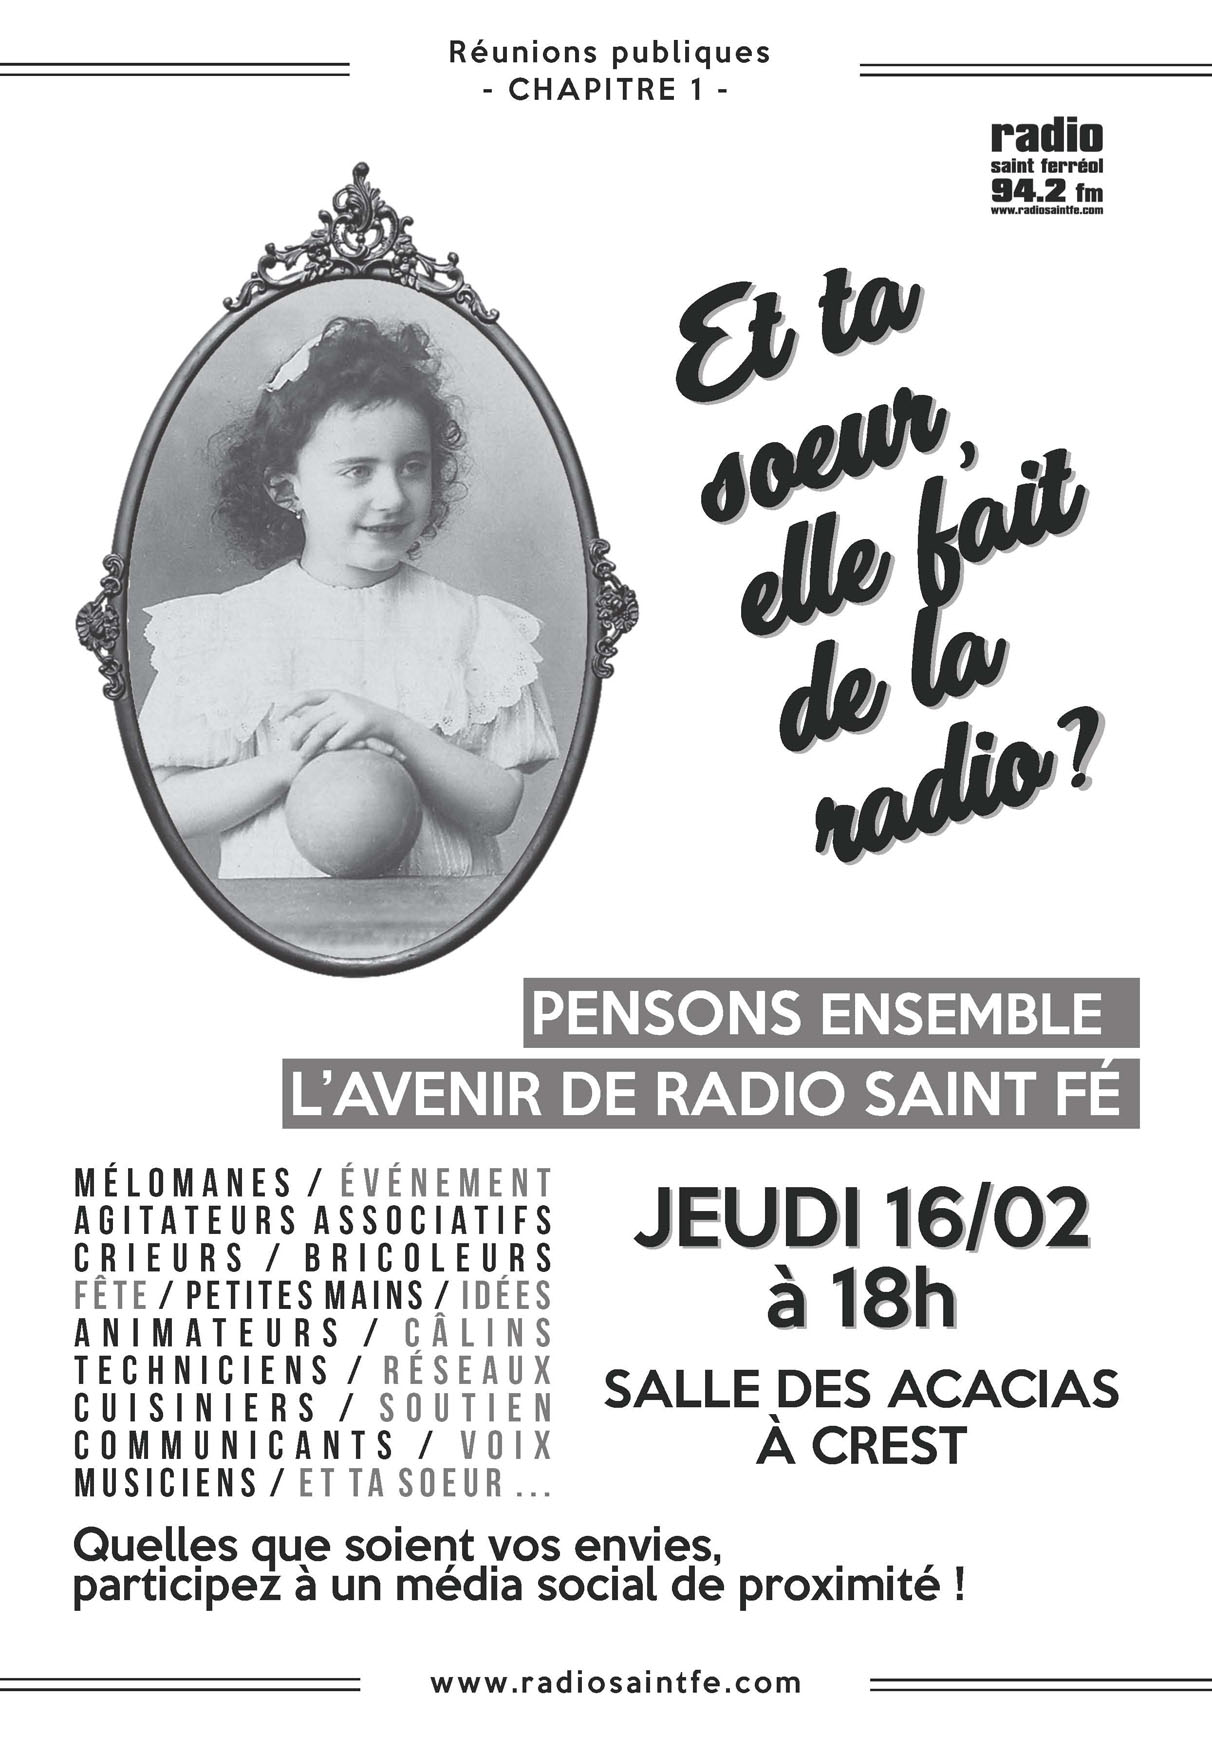 Réunions publiques
- CHAPITRE 1 -
radio
saint ferréol
94.2 fm
www.radiosaintfe.com
Et ta
soeur,
elle fait
de la
radio?
PENSONS ENSEMBLE
L'AVENIR DE RADIO SAINT FÉ
MÉLOMANES / ÉVÉNEMENT
AGITATEURS ASSOCIATIFS
CRIEURS / BRICOLEURS
FÊTE / PETITES MAINS / IDÉES
ANIMATEURS / CÂLINS
TECHNICIENS / RÉSEAUX
CUISINIERS / SOUTIEN
COMMUNICANTS / VOIX
MUSICIENS / ET TA SOEUR ...
JEUDI 16/02
à 18h
SALLE DES ACACIAS
À CREST
Quelles que soient vos envies,
participez à un média social de proximité !
www.radiosaintfe.com